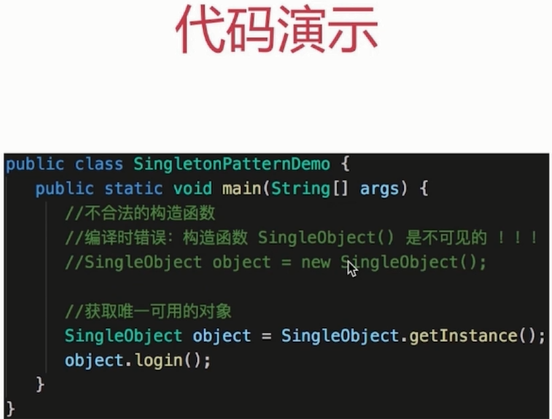 代码演示
public class SingletonPatternDemo {
public static void main(String[] args) {
//不合法的构造函数
//编译时错误：构造函数 SingleObject() 是不可见的 ！！！
//SingleObject object = new SingleObject();
//获取唯一可用的对象
SingleObject object = SingleObject.getInstance();
object.login();
}
}